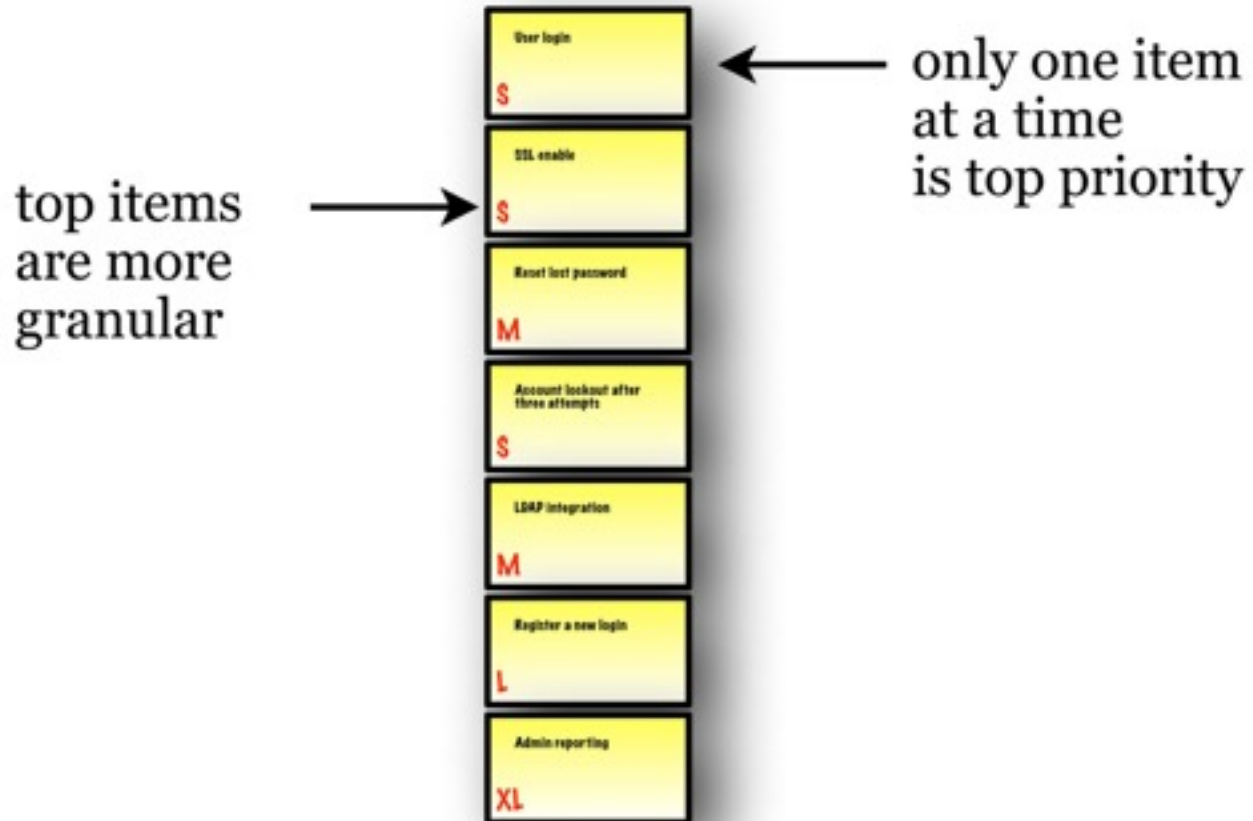 User login
S
only one item
at a time
is top priority
SSL enable
S
top items
are more
granular
Reset lost password
M
Account lockout after
three attempts
S
LDAP integration
M
Register a new login
L
Admin reporting
XL